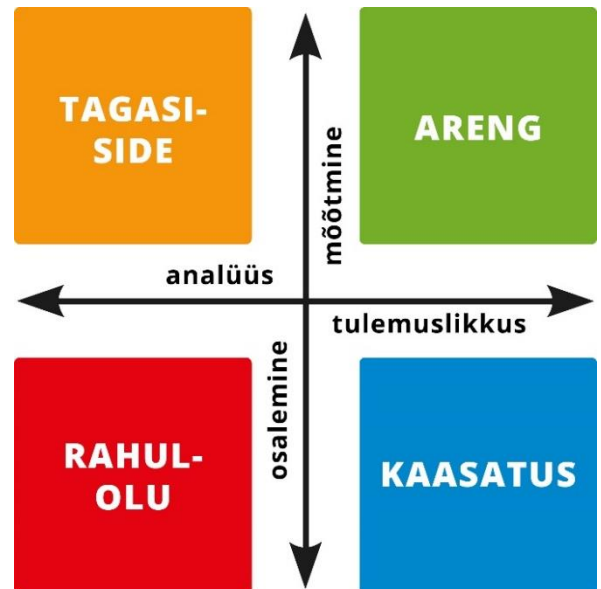 TAGASI-
SIDE
ARENG
mõõtmine
analüüs
tulemuslikkus
osalemine
RAHUL-
OLU
KAASATUS